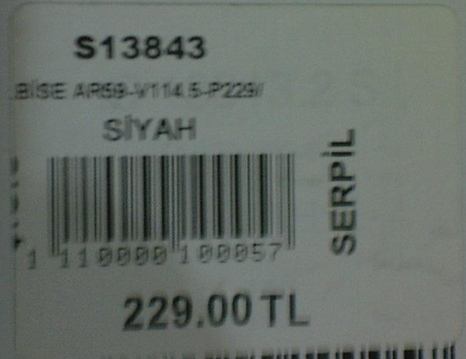 S13843
BİSE AR59-V114.5-P229/
SİYAH
SERPİL
1 110000 100057
229.00 TL